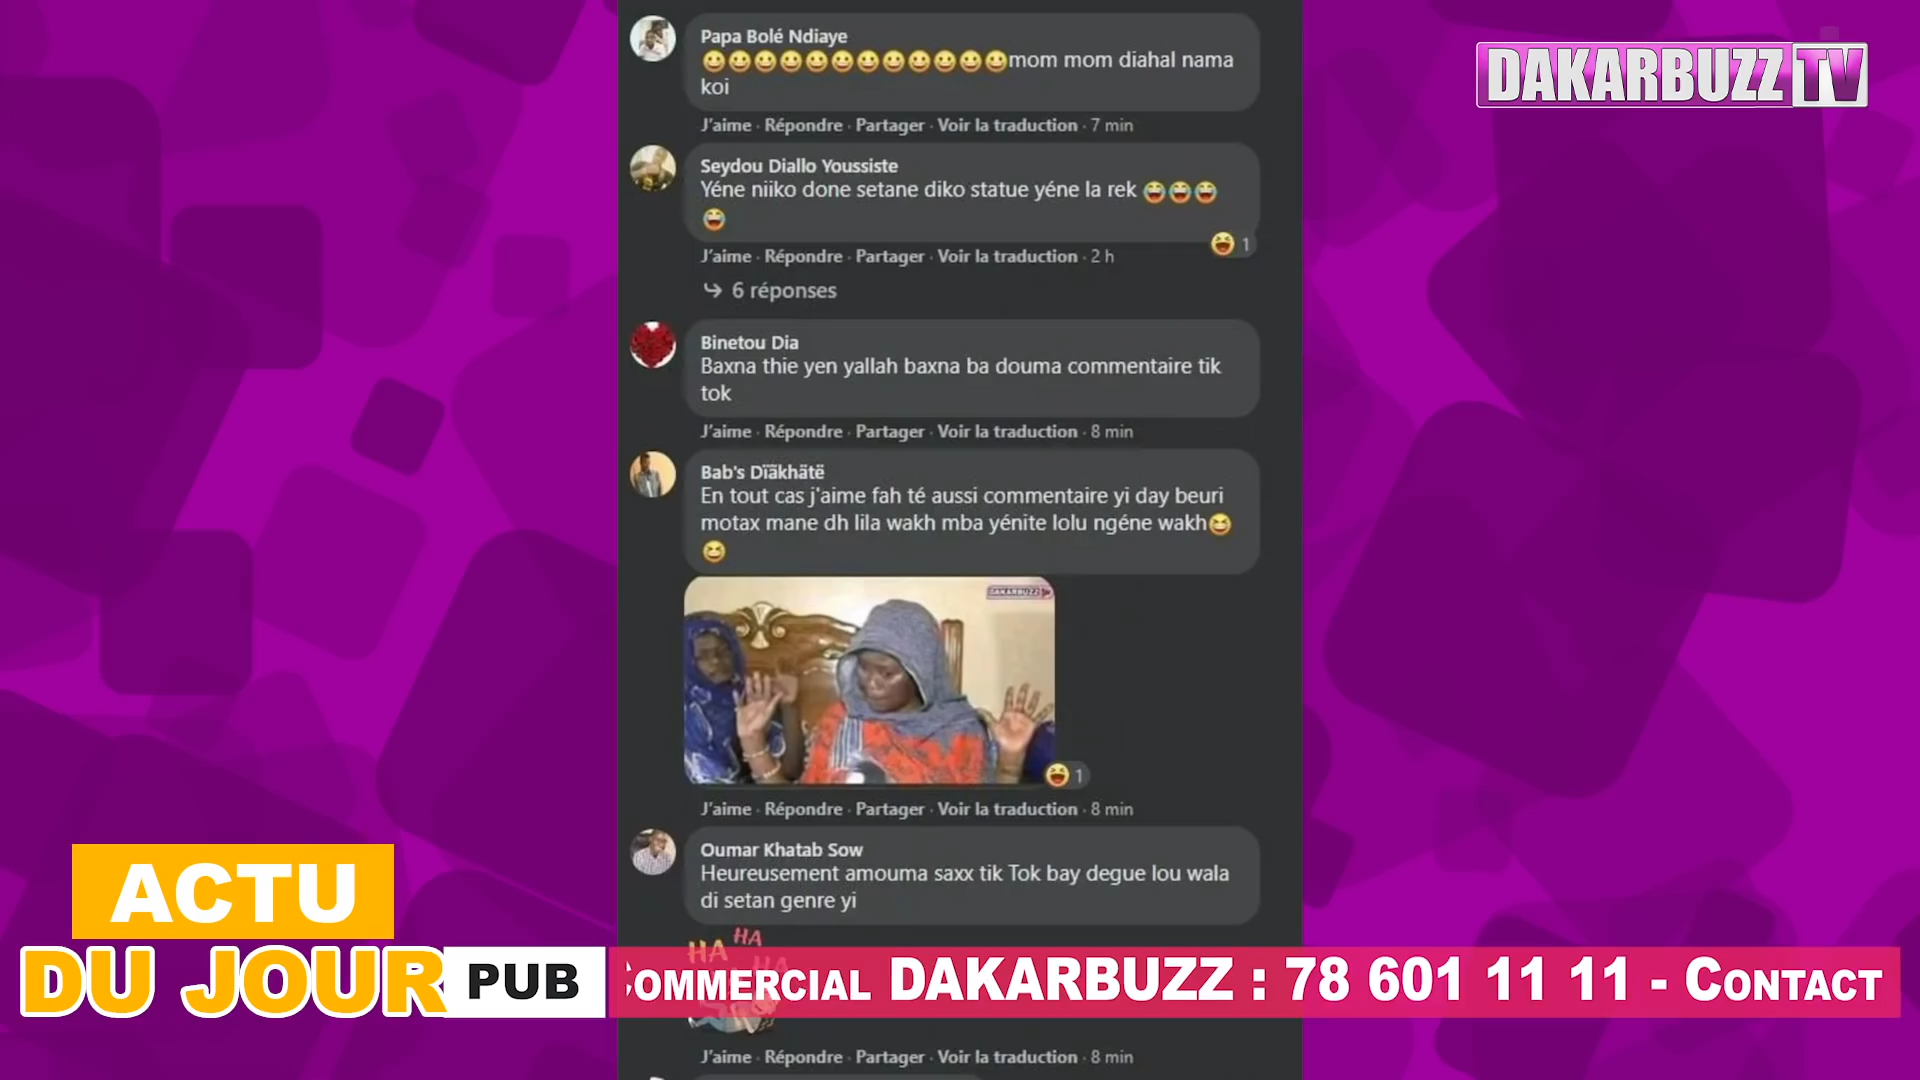 Papa Bolé Ndiaye
😀😀😀😀😀😀😀😀😀😀😀😀mom mom diahal nama
koi
J'aime · Répondre · Partager · Voir la traduction · 7 min
Seydou Diallo Youssiste
Yéne niiko done setane diko statue yéne la rek 😂😂😂
😂
1
J'aime · Répondre · Partager · Voir la traduction · 2 h
6 réponses
Binetou Dia
Baxna thie yen yallah baxna ba douma commentaire tik
tok
J'aime · Répondre · Partager · Voir la traduction · 8 min
Bab's Dïäkhätë
En tout cas j'aime fah té aussi commentaire yi day beuri
motax mane dh lila wakh mba yénite lolu ngéne wakh😆
😆
DAKARBUZZ TV
1
J'aime · Répondre · Partager · Voir la traduction · 8 min
Oumar Khatab Sow
Heureusement amouma saxx tik Tok bay degue lou wala
di setan genre yi
HA HA
HA
J'aime · Répondre · Partager · Voir la traduction · 8 min
DAKARBUZZ TV
ACTU
DU JOUR
PUB
COMMERCIAL DAKARBUZZ : 78 601 11 11 - CONTACT